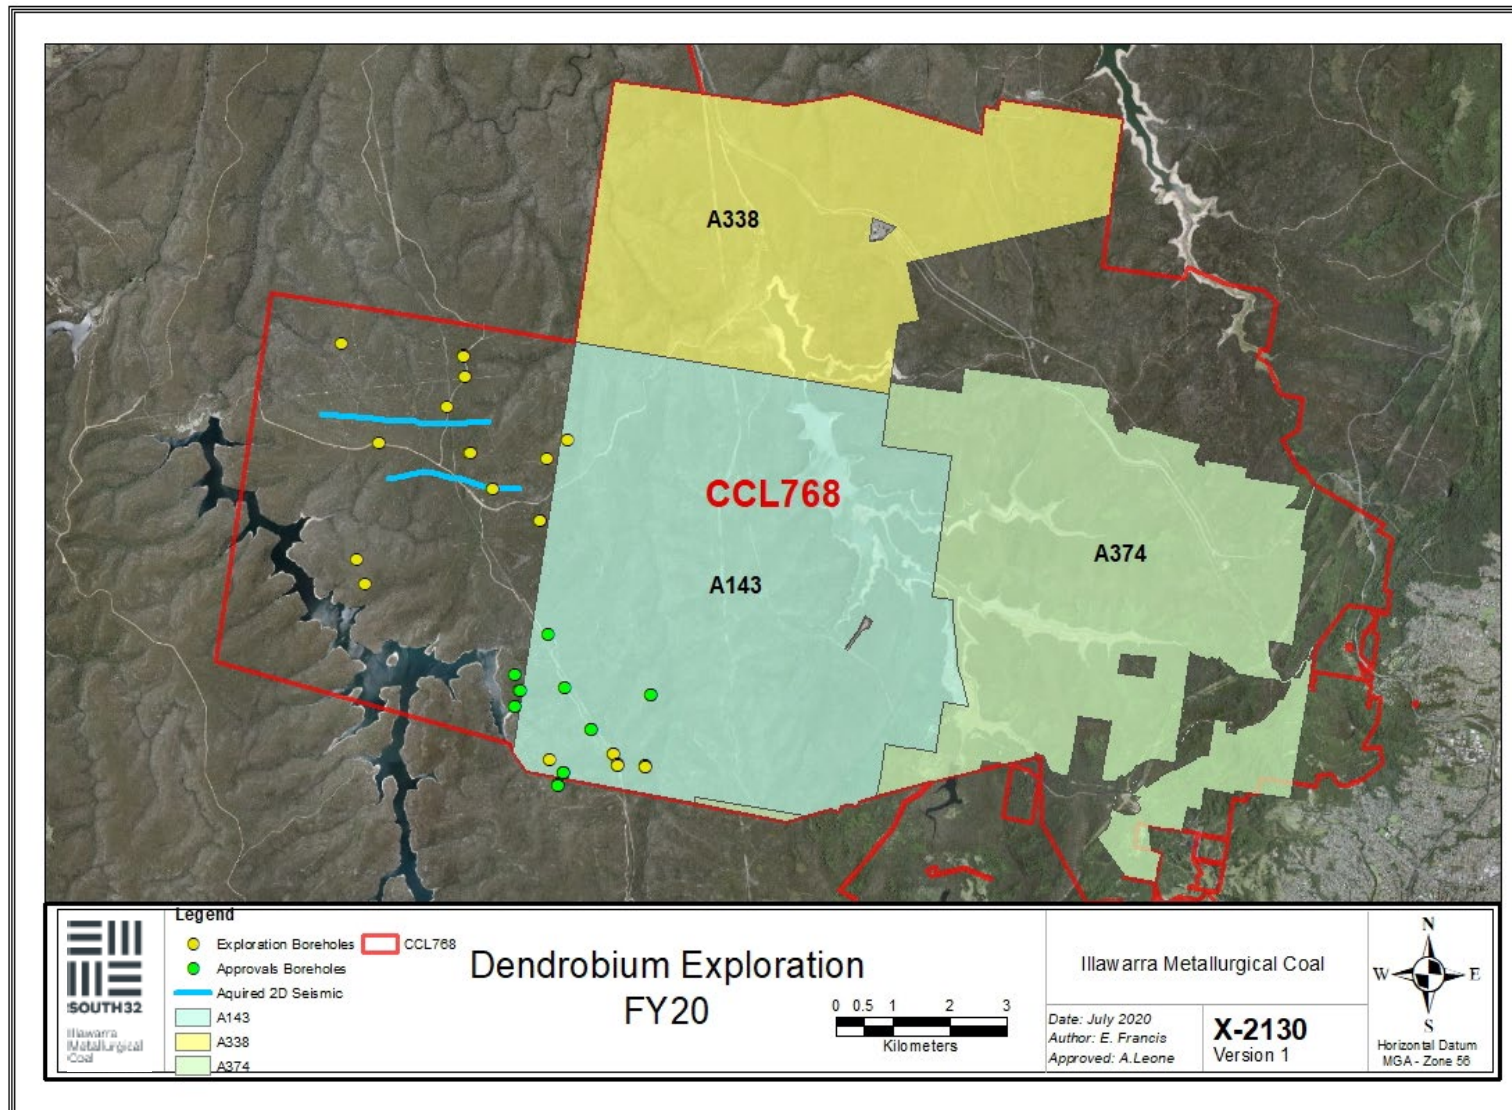 A338
CCL768
A374
A143
Legend
Exploration Boreholes
CCL768
Approvals Boreholes
Aquired 2D Seismic
A143
A338
A374
SOUTH32
Illawarra
Metallurgical
Coal
Dendrobium Exploration
FY20
0 0.5 1 2 3
Kilometers
Illawarra Metallurgical Coal
Date: July 2020
Author: E. Francis
Approved: A.Leone
X-2130
Version 1
N
W E
S
Horizontal Datum
MGA - Zone 56